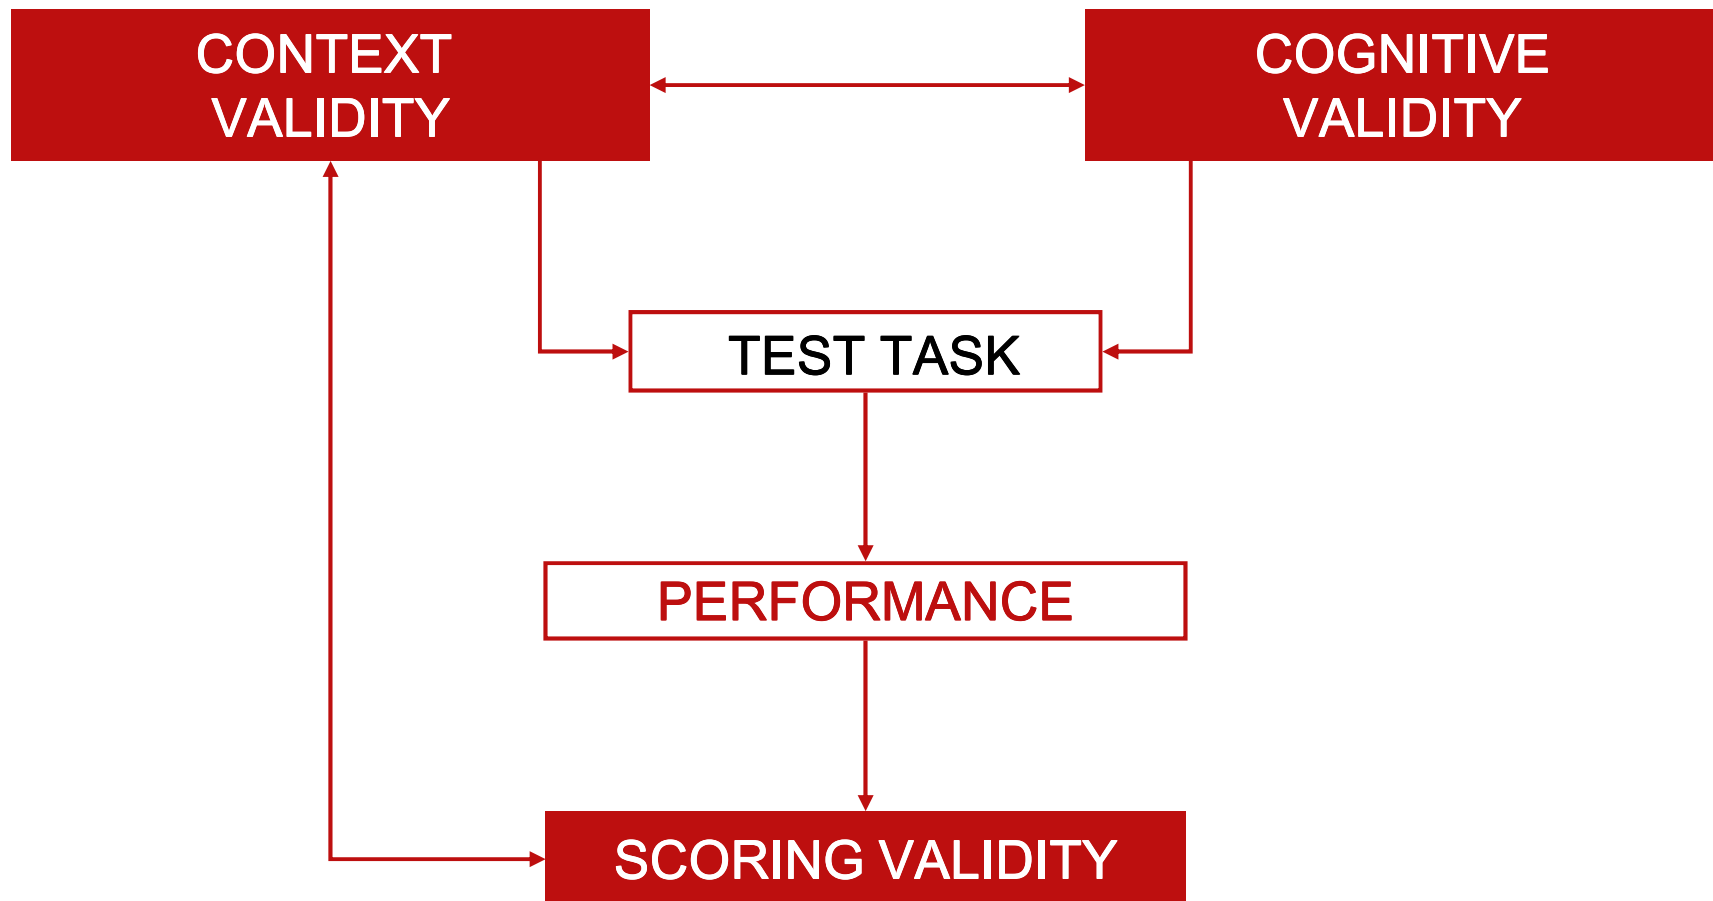 CONTEXT
VALIDITY
COGNITIVE
VALIDITY
TEST TASK
PERFORMANCE
SCORING VALIDITY